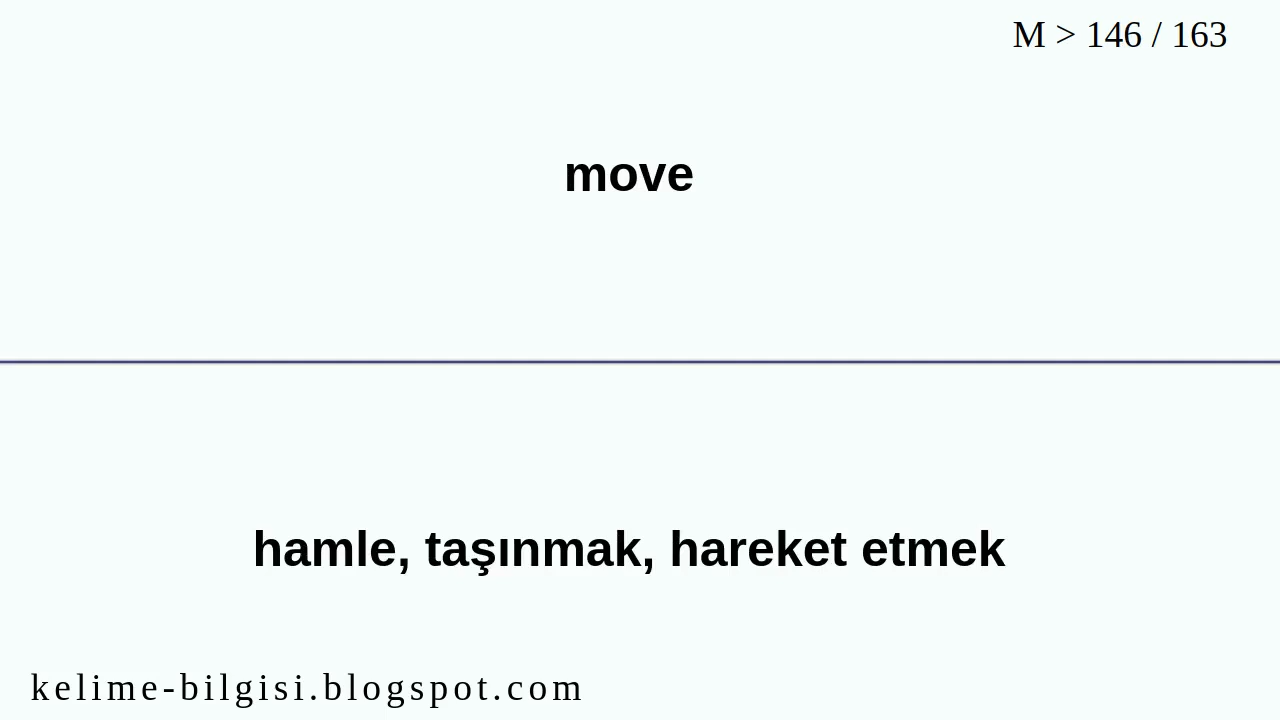 M > 146 / 163
move
hamle, taşınmak, hareket etmek
kelime-bilgisi.blogspot.com